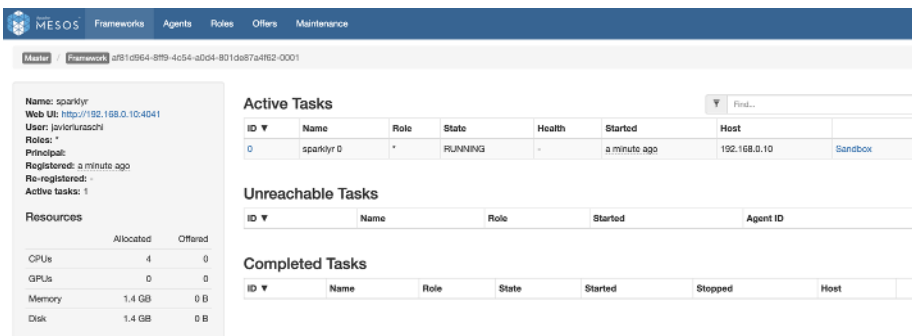 Apache
MESOS Frameworks Agents Roles Offers Maintenance
Master / Framework af81d964-8ff9-4c54-a0d4-801de87a4f62-0001
Name: sparklyr
Web UI: http://192.168.0.10:4041
User: javierluraschi
Roles: *
Principal:
Registered: a minute ago
Re-registered: -
Active tasks: 1
Resources
Allocated Offered
CPUs 4 0
GPUs 0 0
Memory 1.4 GB 0 B
Disk 1.4 GB 0 B
Active Tasks
Find...
ID ▼ Name Role State Health Started Host
0 sparklyr 0 * RUNNING - a minute ago 192.168.0.10 Sandbox
Unreachable Tasks
ID ▼ Name Role Started Agent ID
Completed Tasks
ID ▼ Name Role State Started Stopped Host